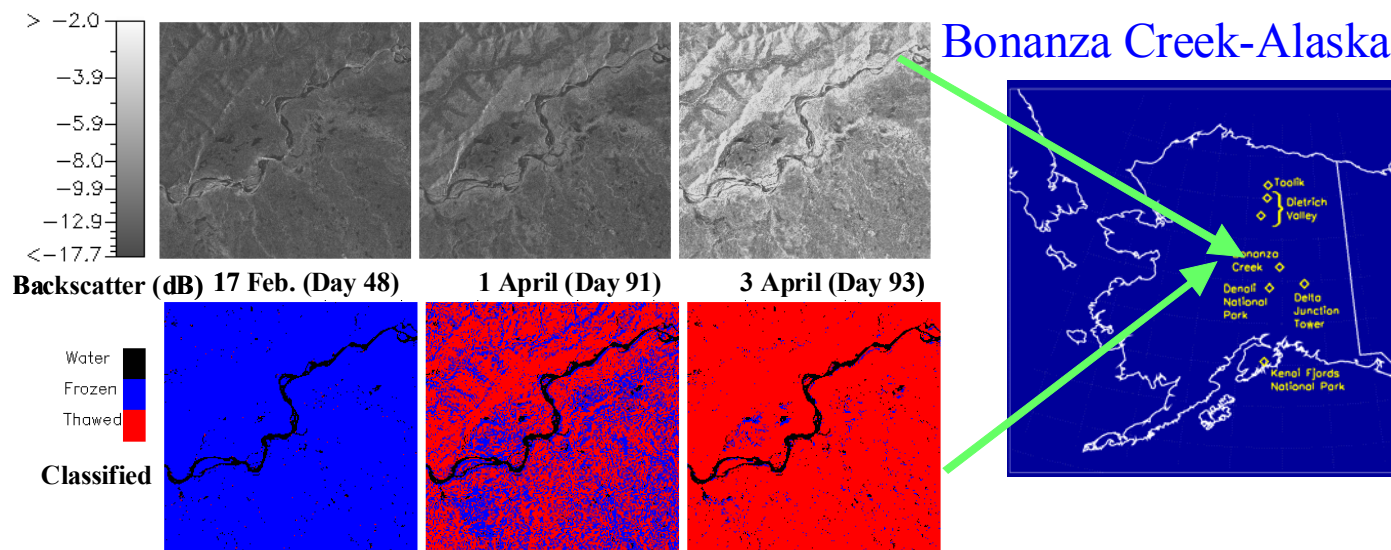 Bonanza Creek-Alaska
> -2.0
-3.9
-5.9
-8.0
-9.9
-12.9
<-17.7
Backscatter (dB) 17 Feb. (Day 48) 1 April (Day 91) 3 April (Day 93)
Water
Frozen
Thawed
Classified
Toolik
Dietrich
Valley
Bonanza
Creek
Denali
National
Park
Delta
Junction
Tower
Kenai Fjords
National Park